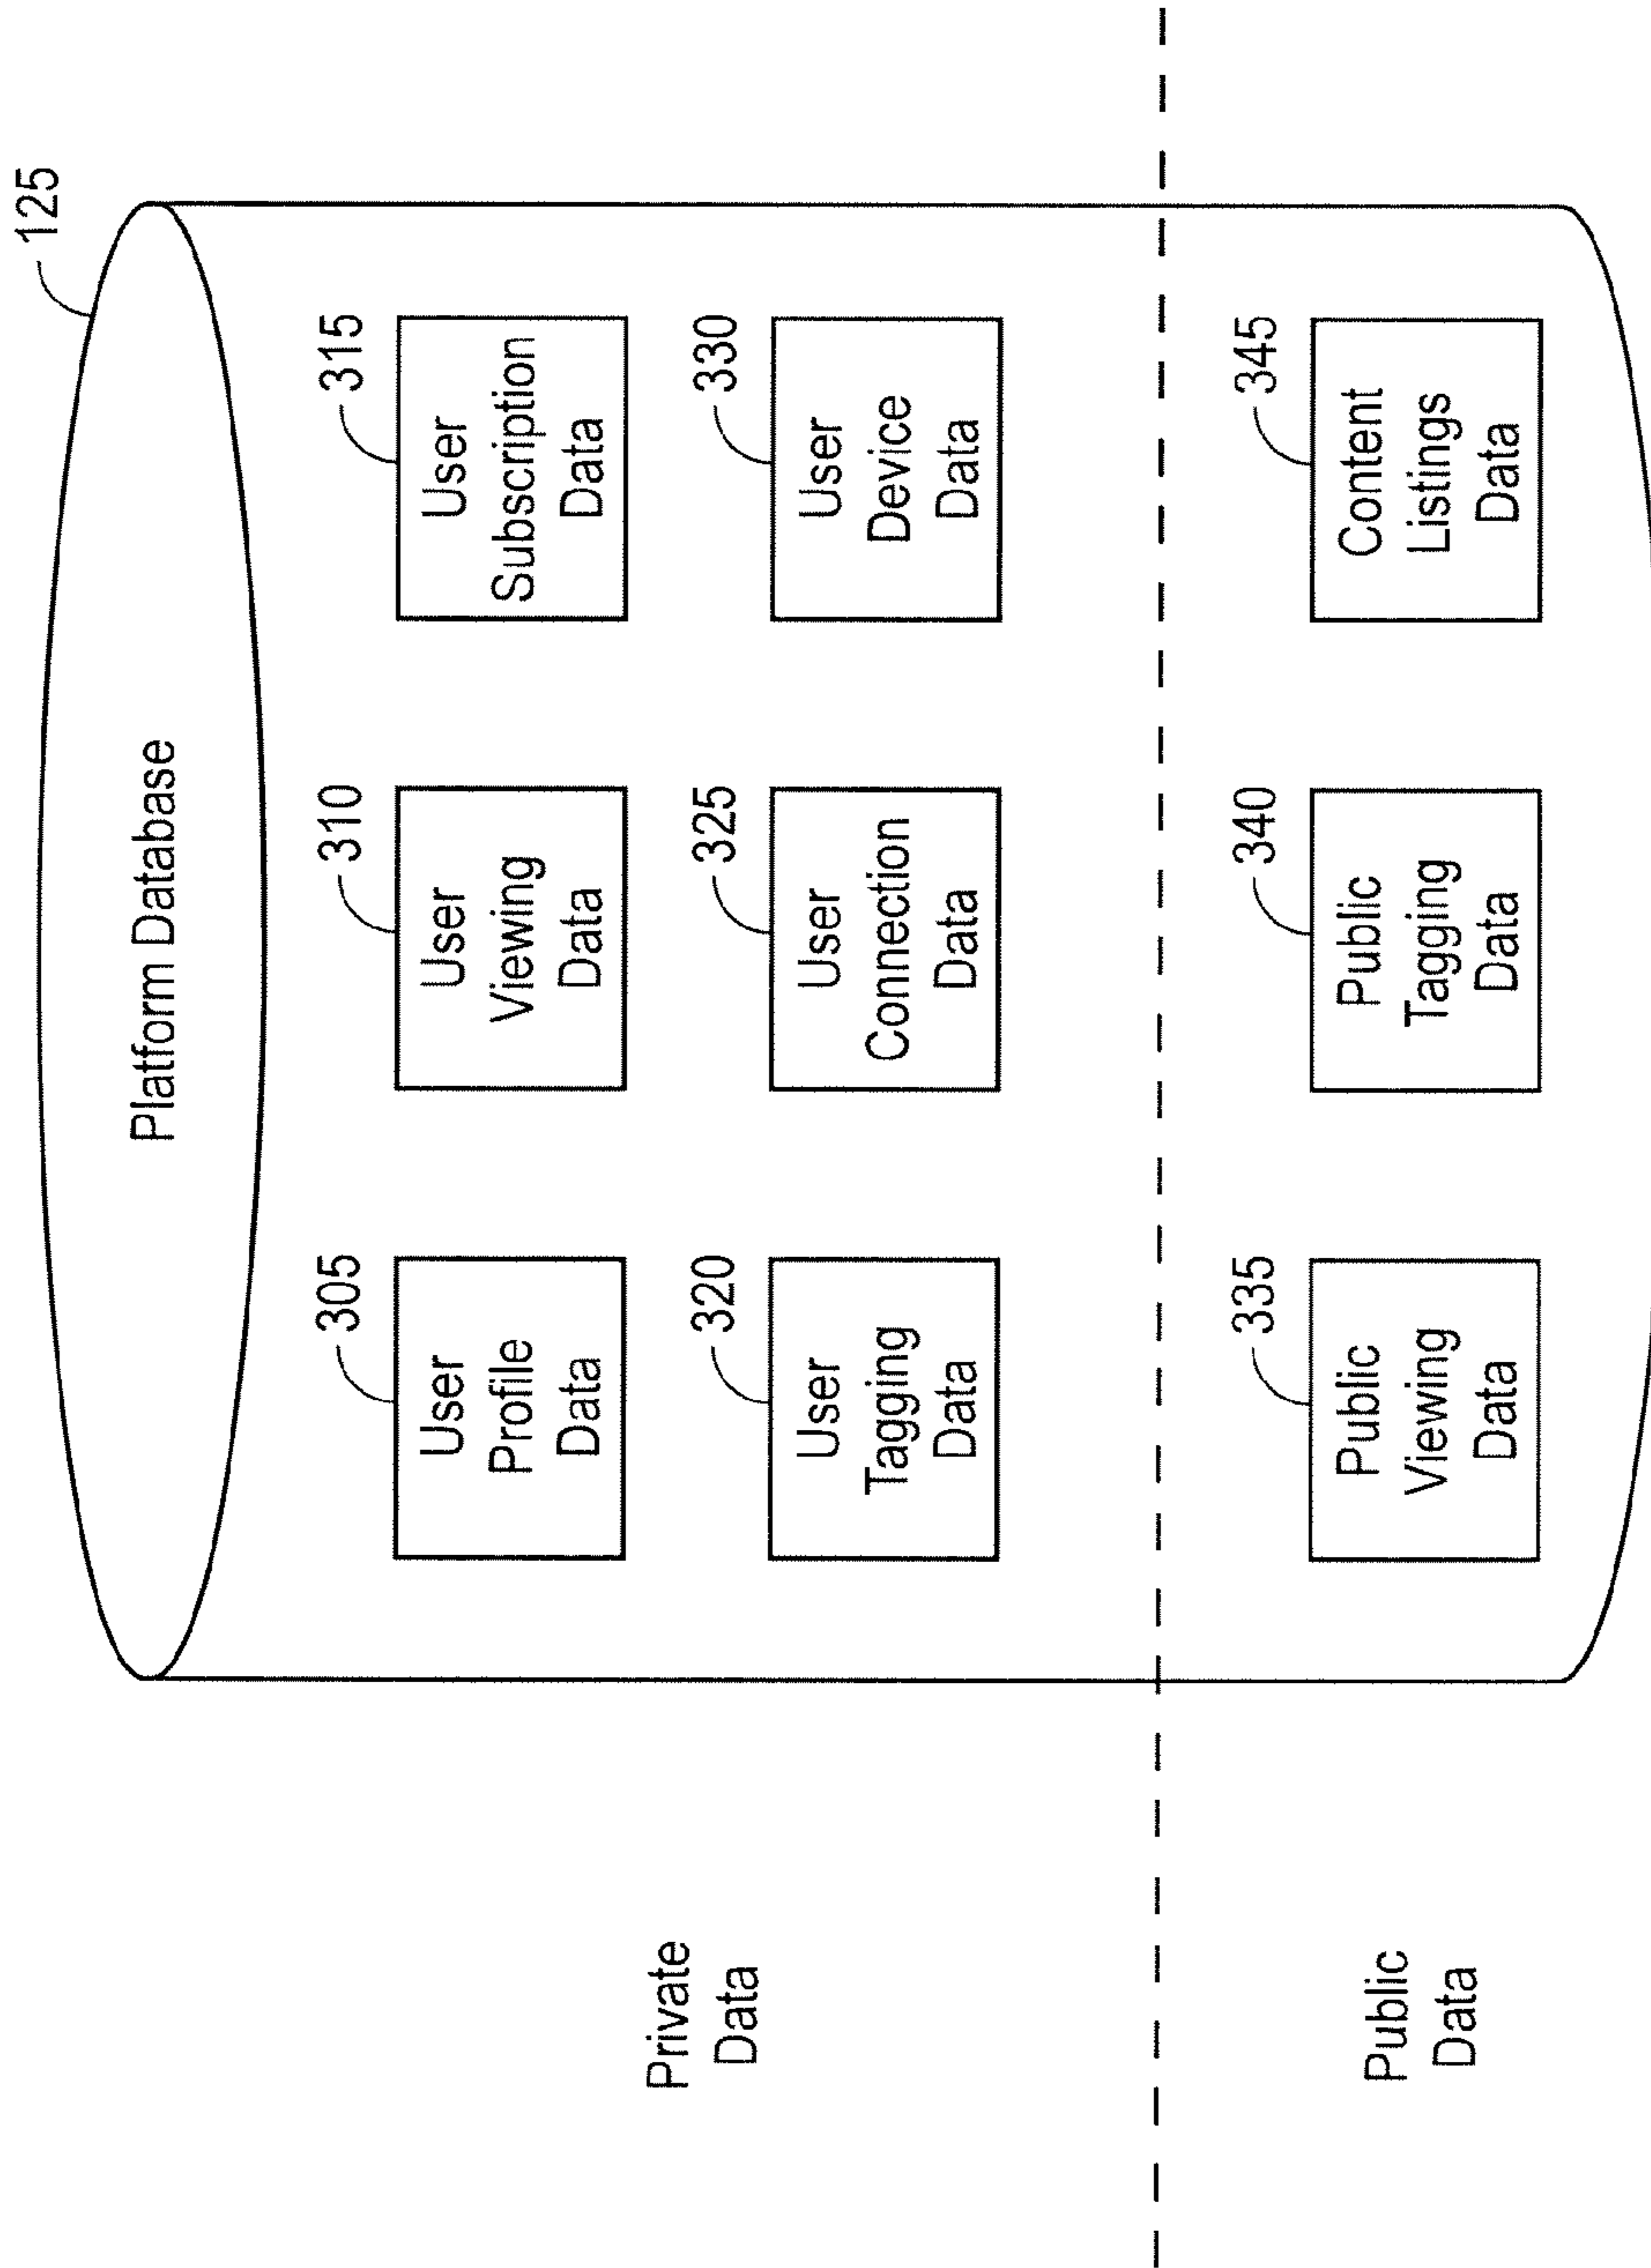 125
Platform Database
305
User
Profile
Data
310
User
Viewing
Data
315
User
Subscription
Data
320
User
Tagging
Data
325
User
Connection
Data
330
User
Device
Data
Private
Data
Public
Data
335
Public
Viewing
Data
340
Public
Tagging
Data
345
Content
Listings
Data